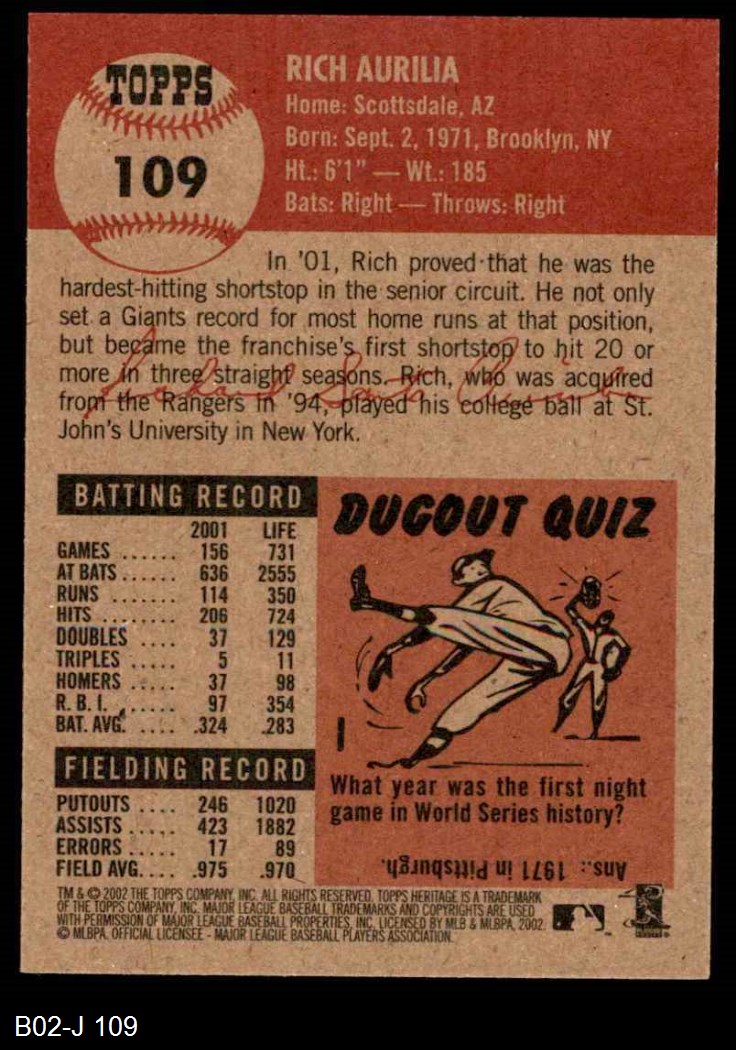 TOPPS
109
RICH AURILIA
Home: Scottsdale, AZ
Born: Sept. 2, 1971, Brooklyn, NY
Ht.: 6'1" — Wt.: 185
Bats: Right — Throws: Right
In '01, Rich proved that he was the
hardest-hitting shortstop in the senior circuit. He not only
set a Giants record for most home runs at that position,
but became the franchise's first shortstop to hit 20 or
more in three straight seasons. Rich, who was acquired
from the Rangers in '94, played his college ball at St.
John's University in New York.
BATTING RECORD
2001 LIFE
GAMES ...... 156 731
AT BATS ...... 636 2555
RUNS ....... 114 350
HITS ........ 206 724
DOUBLES .... 37 129
TRIPLES ..... 5 11
HOMERS ..... 37 98
R. B. I. ....... 97 354
BAT. AVG. .... .324 .283
FIELDING RECORD
PUTOUTS .... 246 1020
ASSISTS ..... 423 1882
ERRORS ..... 17 89
FIELD AVG. ... .975 .970
DUGOUT QUIZ
1
What year was the first night
game in World Series history?
Ans.: 1971 in Pittsburgh.
TM & © 2002 THE TOPPS COMPANY, INC. ALL RIGHTS RESERVED. TOPPS HERITAGE IS A TRADEMARK
OF THE TOPPS COMPANY, INC. MAJOR LEAGUE BASEBALL TRADEMARKS AND COPYRIGHTS ARE USED
WITH PERMISSION OF MAJOR LEAGUE BASEBALL PROPERTIES, INC. LICENSED BY MLB & MLBPA, 2002
© MLBPA. OFFICIAL LICENSEE - MAJOR LEAGUE BASEBALL PLAYERS ASSOCIATION.
B02-J 109